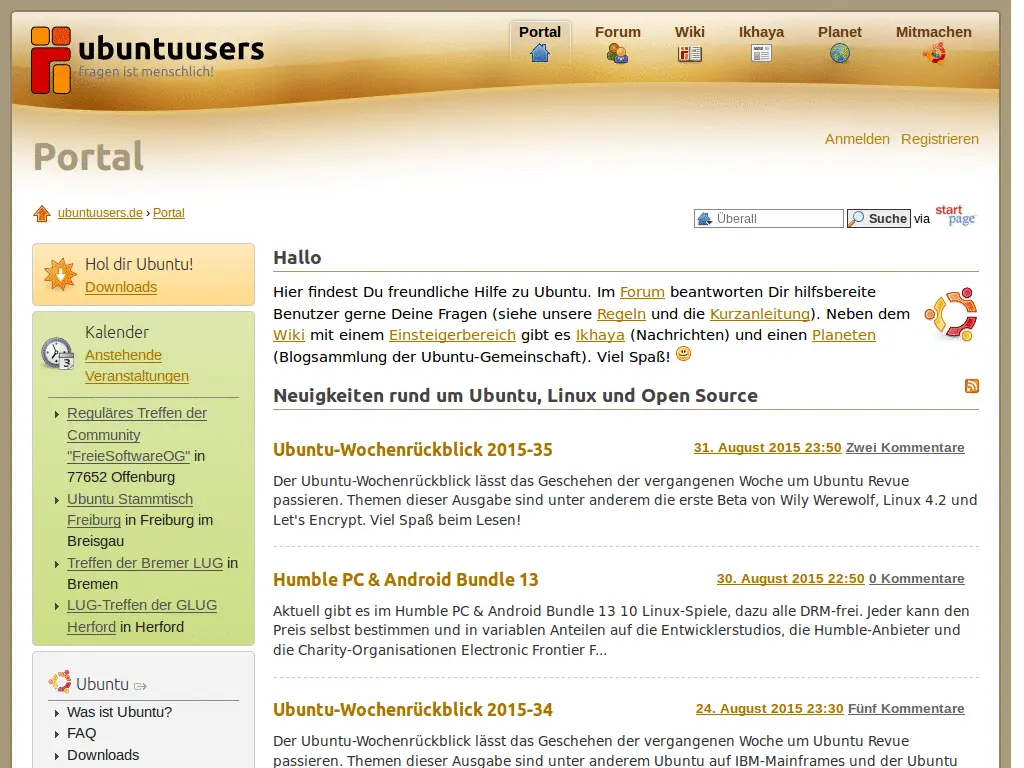 Portal Forum Wiki Ikhaya Planet Mitmachen
ubuntuusers
fragen ist menschlich!
Anmelden Registrieren
Portal
ubuntuusers.de › Portal
Überall Suche via start page
Hol dir Ubuntu!
Downloads
Kalender
Anstehende
Veranstaltungen
Reguläres Treffen der
Community
"FreieSoftwareOG" in
77652 Offenburg
Ubuntu Stammtisch
Freiburg in Freiburg im
Breisgau
Treffen der Bremer LUG in
Bremen
LUG-Treffen der GLUG
Herford in Herford
Ubuntu
Was ist Ubuntu?
FAQ
Downloads
Hallo
Hier findest Du freundliche Hilfe zu Ubuntu. Im Forum beantworten Dir hilfsbereite
Benutzer gerne Deine Fragen (siehe unsere Regeln und die Kurzanleitung). Neben dem
Wiki mit einem Einsteigerbereich gibt es Ikhaya (Nachrichten) und einen Planeten
(Blogsammlung der Ubuntu-Gemeinschaft). Viel Spaß!
Neuigkeiten rund um Ubuntu, Linux und Open Source
Ubuntu-Wochenrückblick 2015-35 31. August 2015 23:50 Zwei Kommentare
Der Ubuntu-Wochenrückblick lässt das Geschehen der vergangenen Woche um Ubuntu Revue
passieren. Themen dieser Ausgabe sind unter anderem die erste Beta von Wily Werewolf, Linux 4.2 und
Let's Encrypt. Viel Spaß beim Lesen!
Humble PC & Android Bundle 13 30. August 2015 22:50 0 Kommentare
Aktuell gibt es im Humble PC & Android Bundle 13 10 Linux-Spiele, dazu alle DRM-frei. Jeder kann den
Preis selbst bestimmen und in variablen Anteilen auf die Entwicklerstudios, die Humble-Anbieter und
die Charity-Organisationen Electronic Frontier F...
Ubuntu-Wochenrückblick 2015-34 24. August 2015 23:30 Fünf Kommentare
Der Ubuntu-Wochenrückblick lässt das Geschehen der vergangenen Woche um Ubuntu Revue
passieren. Themen dieser Ausgabe sind unter anderem Ubuntu auf IBM-Mainframes und der Ubuntu